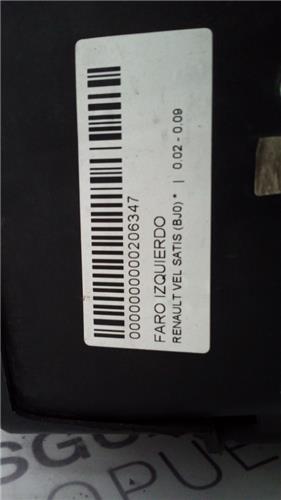 0000000000206347
FARO IZQUIERDO
RENAULT VEL SATIS (BJ0) * | 0.02 - 0.09